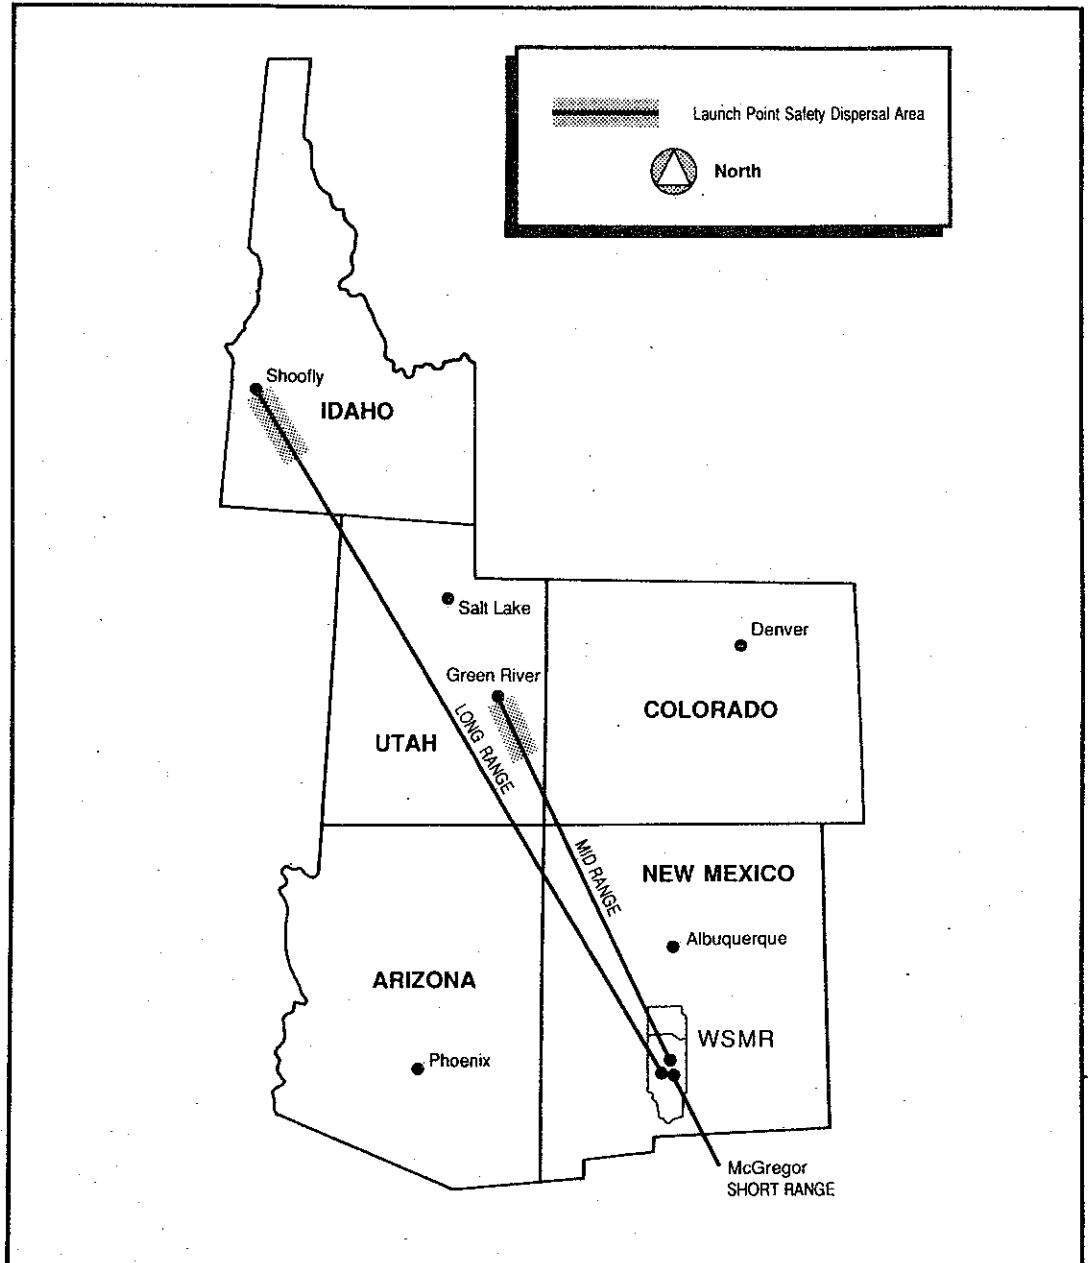 Launch Point Safety Dispersal Area
North
Shoofly
IDAHO
Salt Lake
Denver
Green River
COLORADO
UTAH
LONG RANGE
MID RANGE
NEW MEXICO
Albuquerque
ARIZONA
WSMR
Phoenix
McGregor
SHORT RANGE